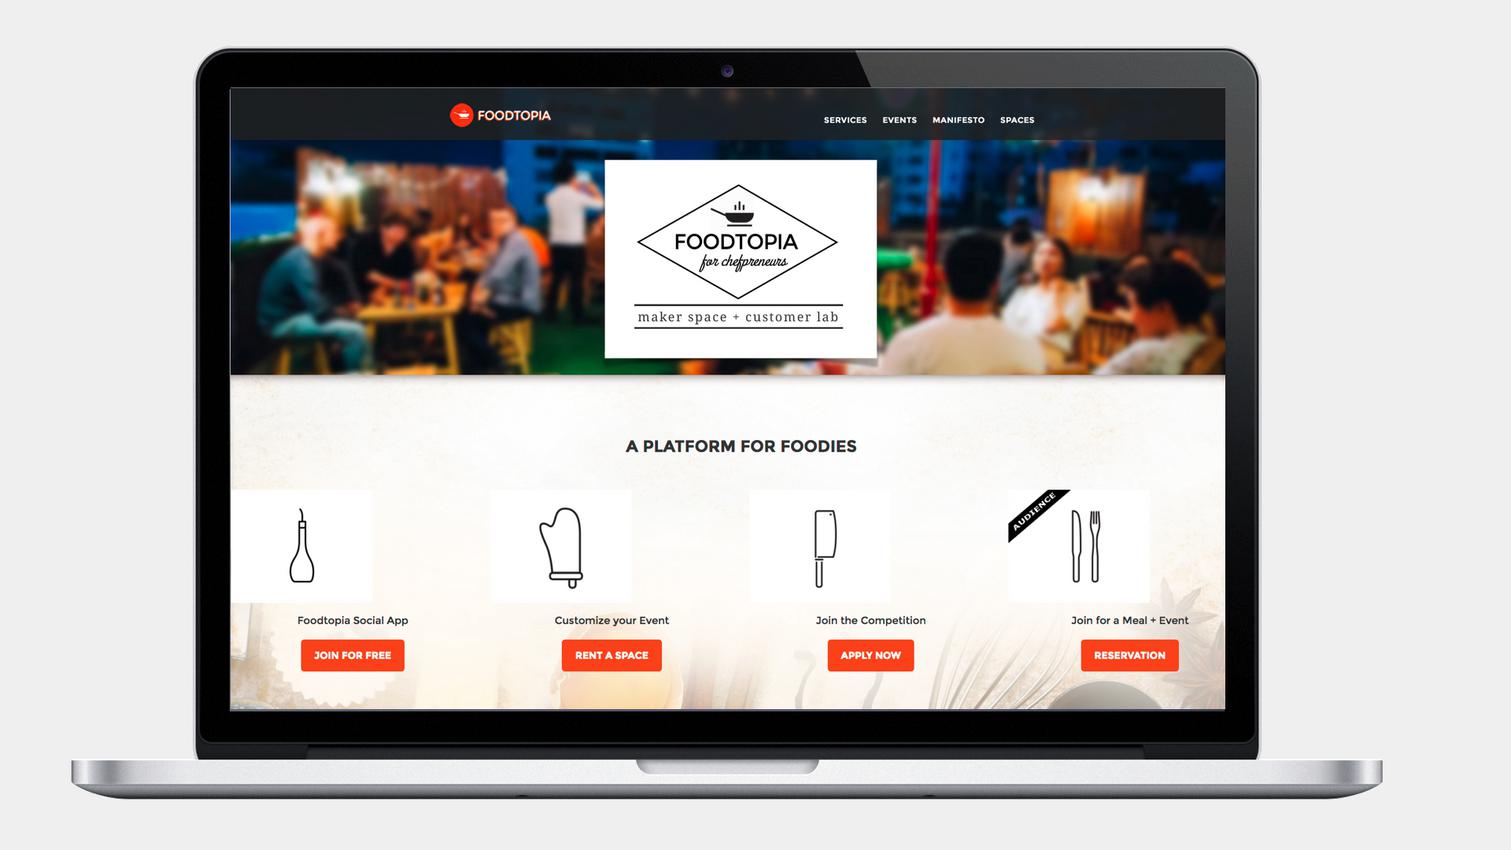 FOODTOPIA
SERVICES EVENTS MANIFESTO SPACES
FOODTOPIA
for chefpreneurs
maker space + customer lab
A PLATFORM FOR FOODIES
AUDIENCE
Foodtopia Social App
Customize your Event
Join the Competition
Join for a Meal + Event
JOIN FOR FREE
RENT A SPACE
APPLY NOW
RESERVATION